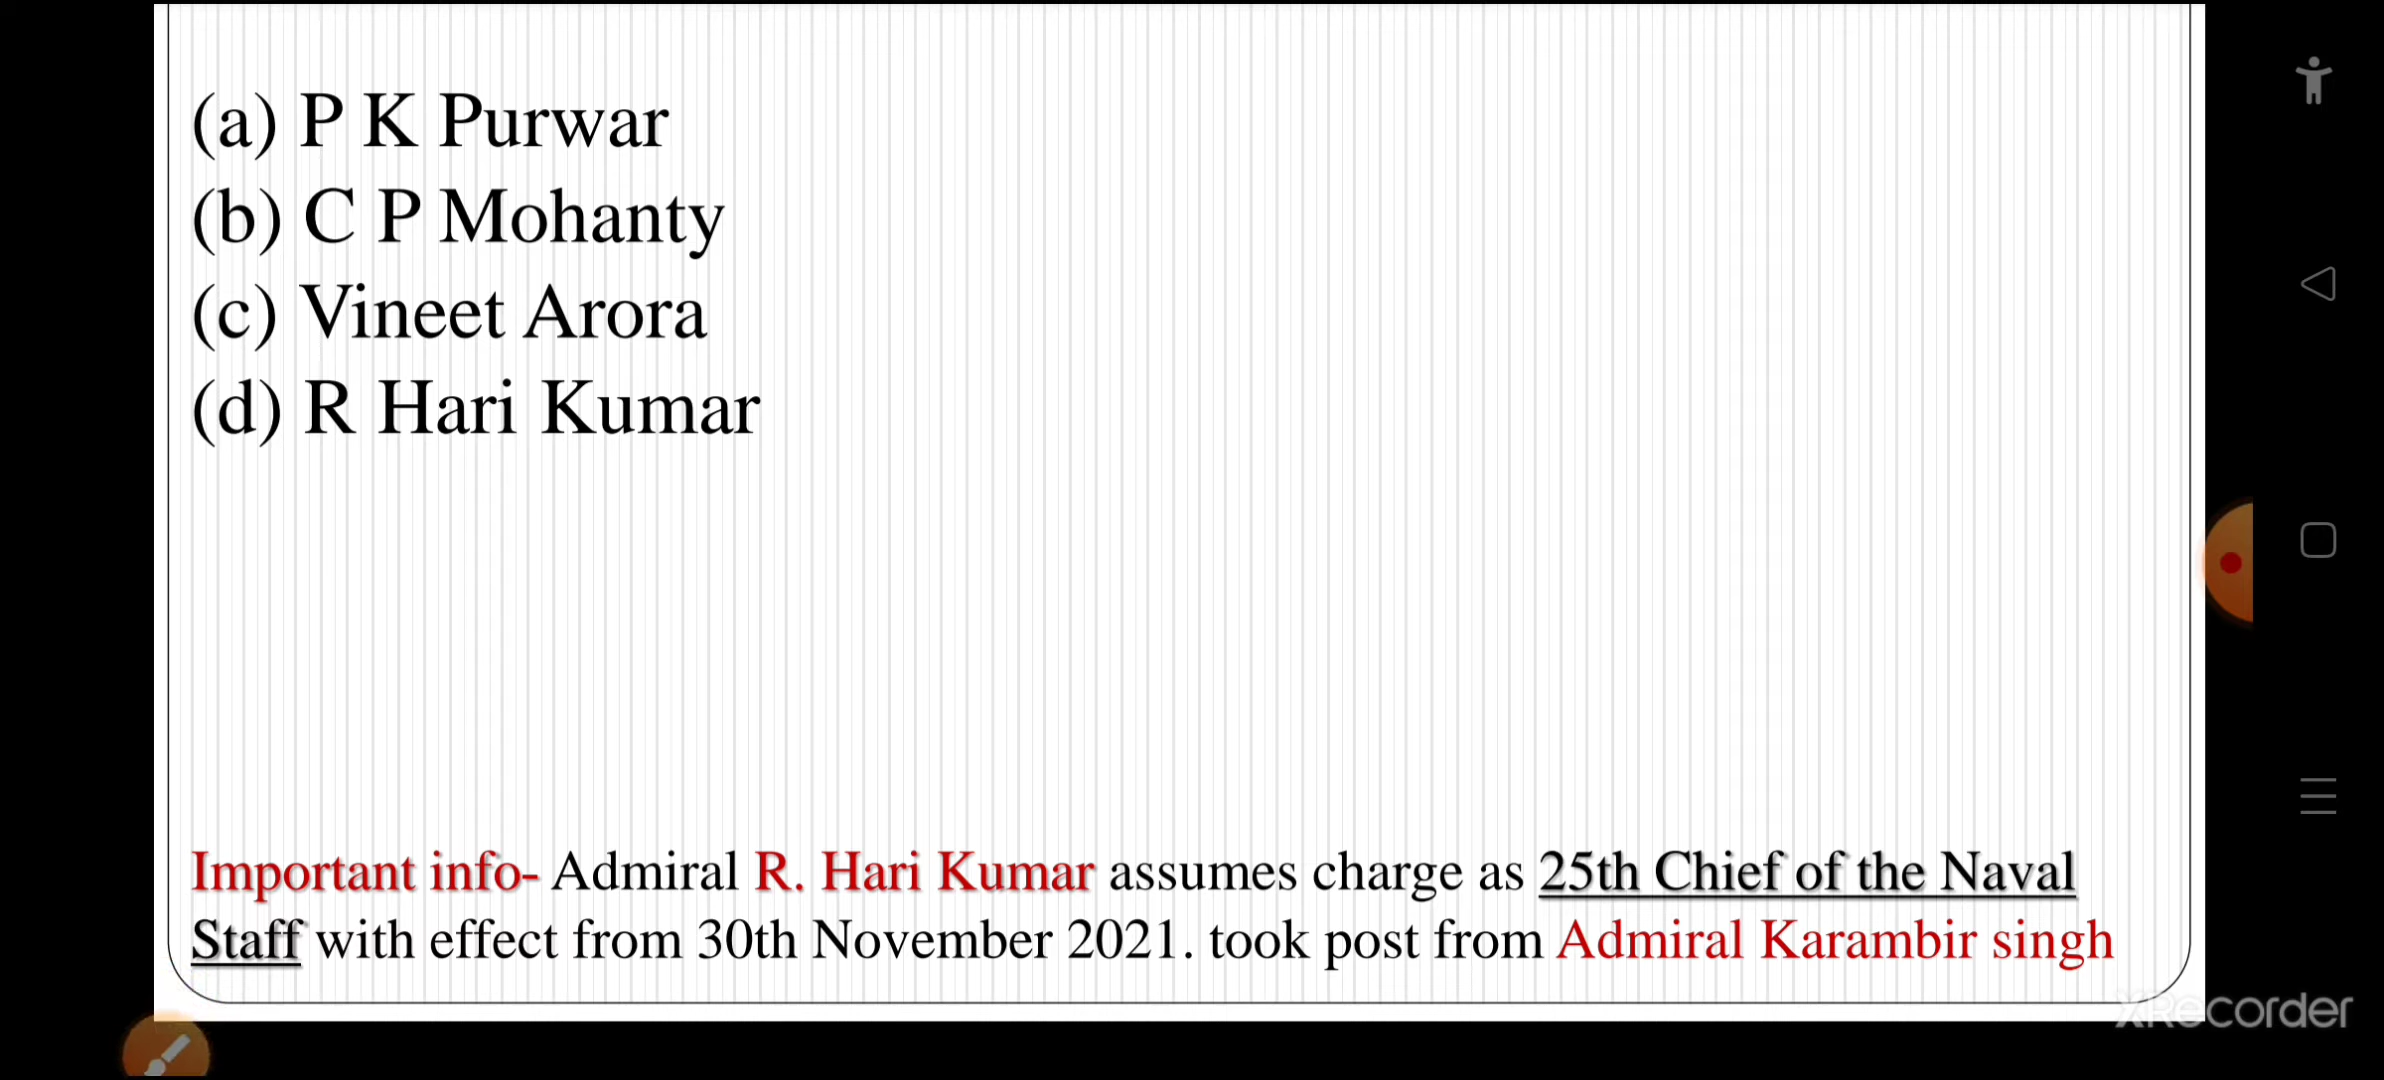 (a) P K Purwar
(b) C P Mohanty
(c) Vineet Arora
(d) R Hari Kumar
Important info- Admiral R. Hari Kumar assumes charge as 25th Chief of the Naval
Staff with effect from 30th November 2021. took post from Admiral Karambir singh
XRecorder